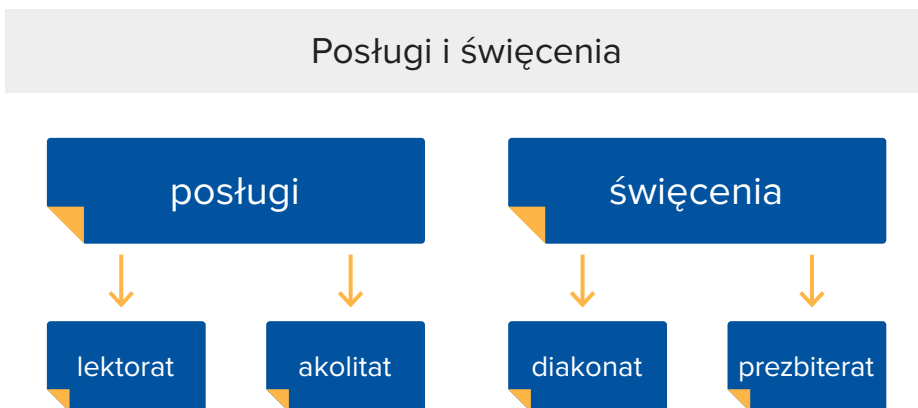 Posługi i święcenia
posługi
święcenia
lektorat
akolitat
diakonat
prezbiterat